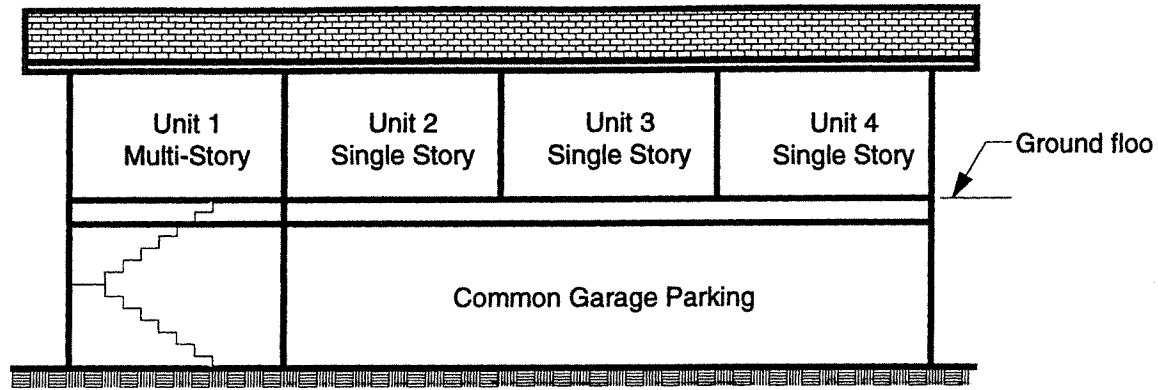 Unit 1
Multi-Story
Unit 2
Single Story
Unit 3
Single Story
Unit 4
Single Story
Ground floo
Common Garage Parking